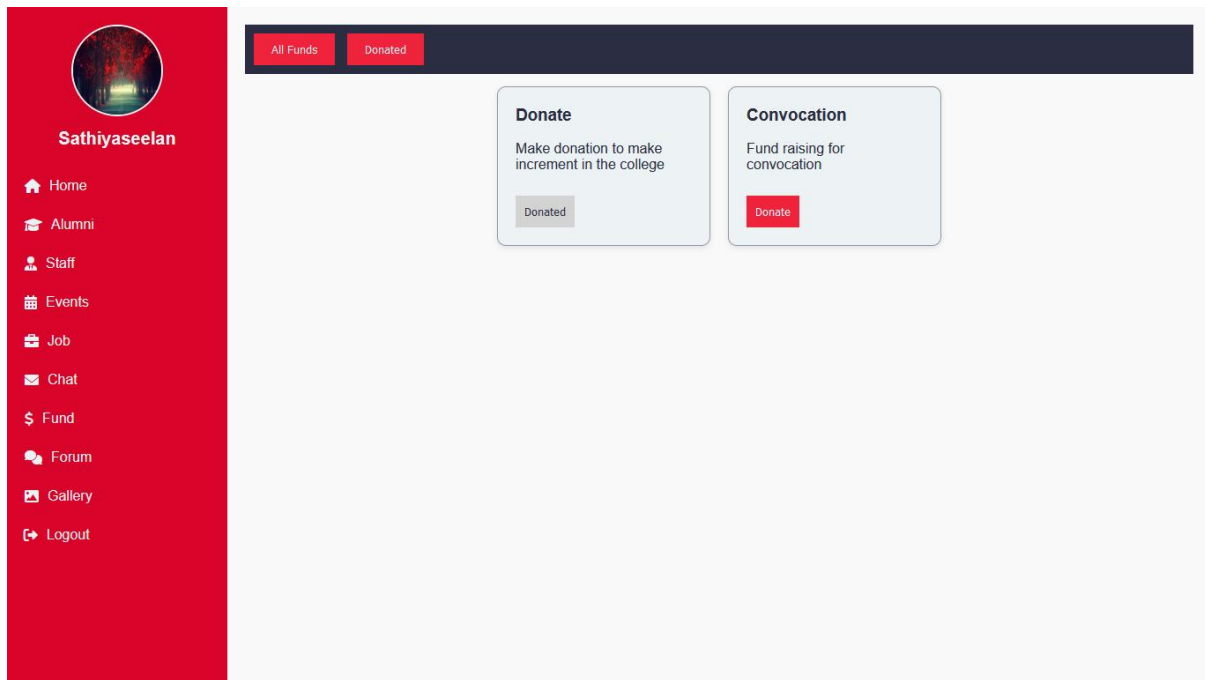 Sathiyaseelan
Home
Alumni
Staff
Events
Job
Chat
$ Fund
Forum
Gallery
Logout
All Funds
Donated
Donate
Make donation to make
increment in the college
Donated
Convocation
Fund raising for
convocation
Donate